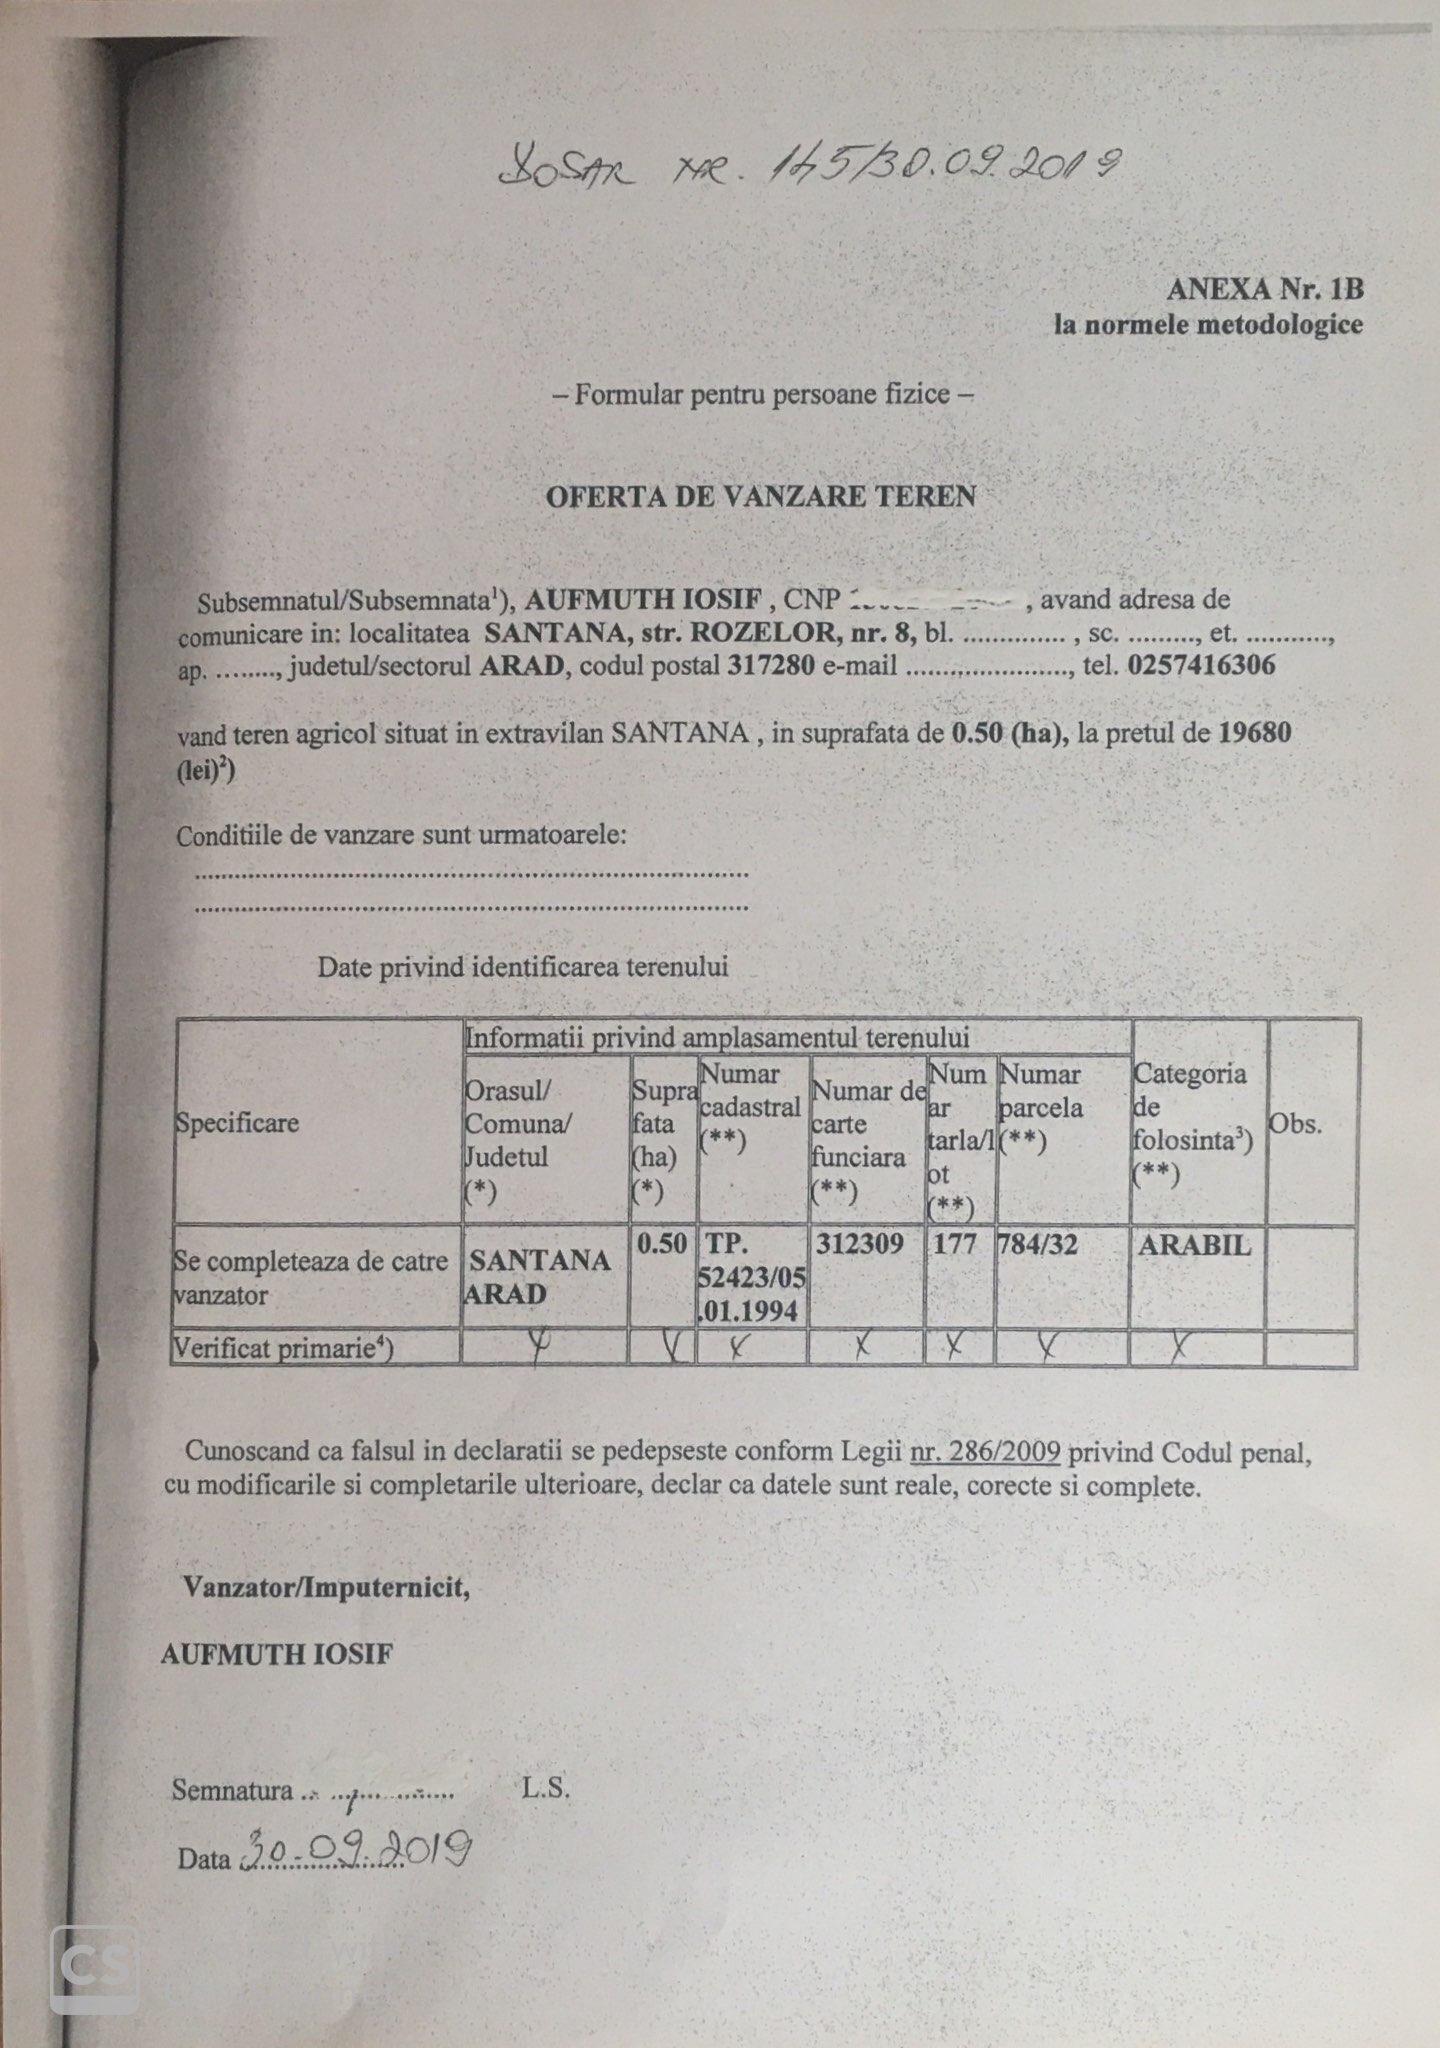 DOSAR NR. 145/30.09.2019
ANEXA Nr. 1B
la normele metodologice
– Formular pentru persoane fizice –
OFERTA DE VANZARE TEREN
Subsemnatul/Subsemnata¹), AUFMUTH IOSIF , CNP , avand adresa de
comunicare in: localitatea SANTANA, str. ROZELOR, nr. 8, bl. .............. , sc. ........., et. ...........,
ap. ........, judetul/sectorul ARAD, codul postal 317280 e-mail ......................, tel. 0257416306
vand teren agricol situat in extravilan SANTANA , in suprafata de 0.50 (ha), la pretul de 19680
(lei)²)
Conditiile de vanzare sunt urmatoarele:
................................................................................
................................................................................
Date privind identificarea terenului
Specificare
Informatii privind amplasamentul terenului
Orasul/
Comuna/
Judetul
(*)
Supra
fata
(ha)
(*)
Numar
cadastral
(**)
Numar de
carte
funciara
(**)
Num
ar
tarla/l
ot
(**)
Numar
parcela
(**)
Categoria
de
folosinta³)
(**)
Obs.
Se completeaza de catre
vanzator
SANTANA
ARAD
0.50
TP.
52423/05
.01.1994
312309
177
784/32
ARABIL
Verificat primarie⁴) X X X X X X X
Cunoscand ca falsul in declaratii se pedepseste conform Legii nr. 286/2009 privind Codul penal,
cu modificarile si completarile ulterioare, declar ca datele sunt reale, corecte si complete.
Vanzator/Imputernicit,
AUFMUTH IOSIF
Semnatura .................... L.S.
Data 30.09.2019
CS